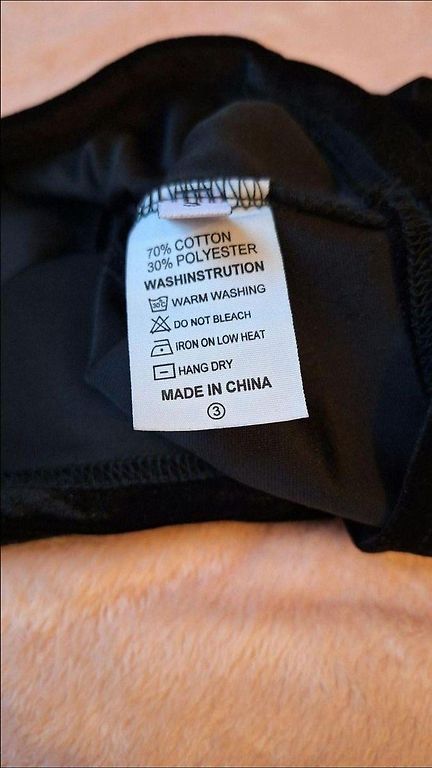 70% COTTON
30% POLYESTER
WASHINSTRUTION
30°C WARM WASHING
DO NOT BLEACH
IRON ON LOW HEAT
HANG DRY
MADE IN CHINA
3